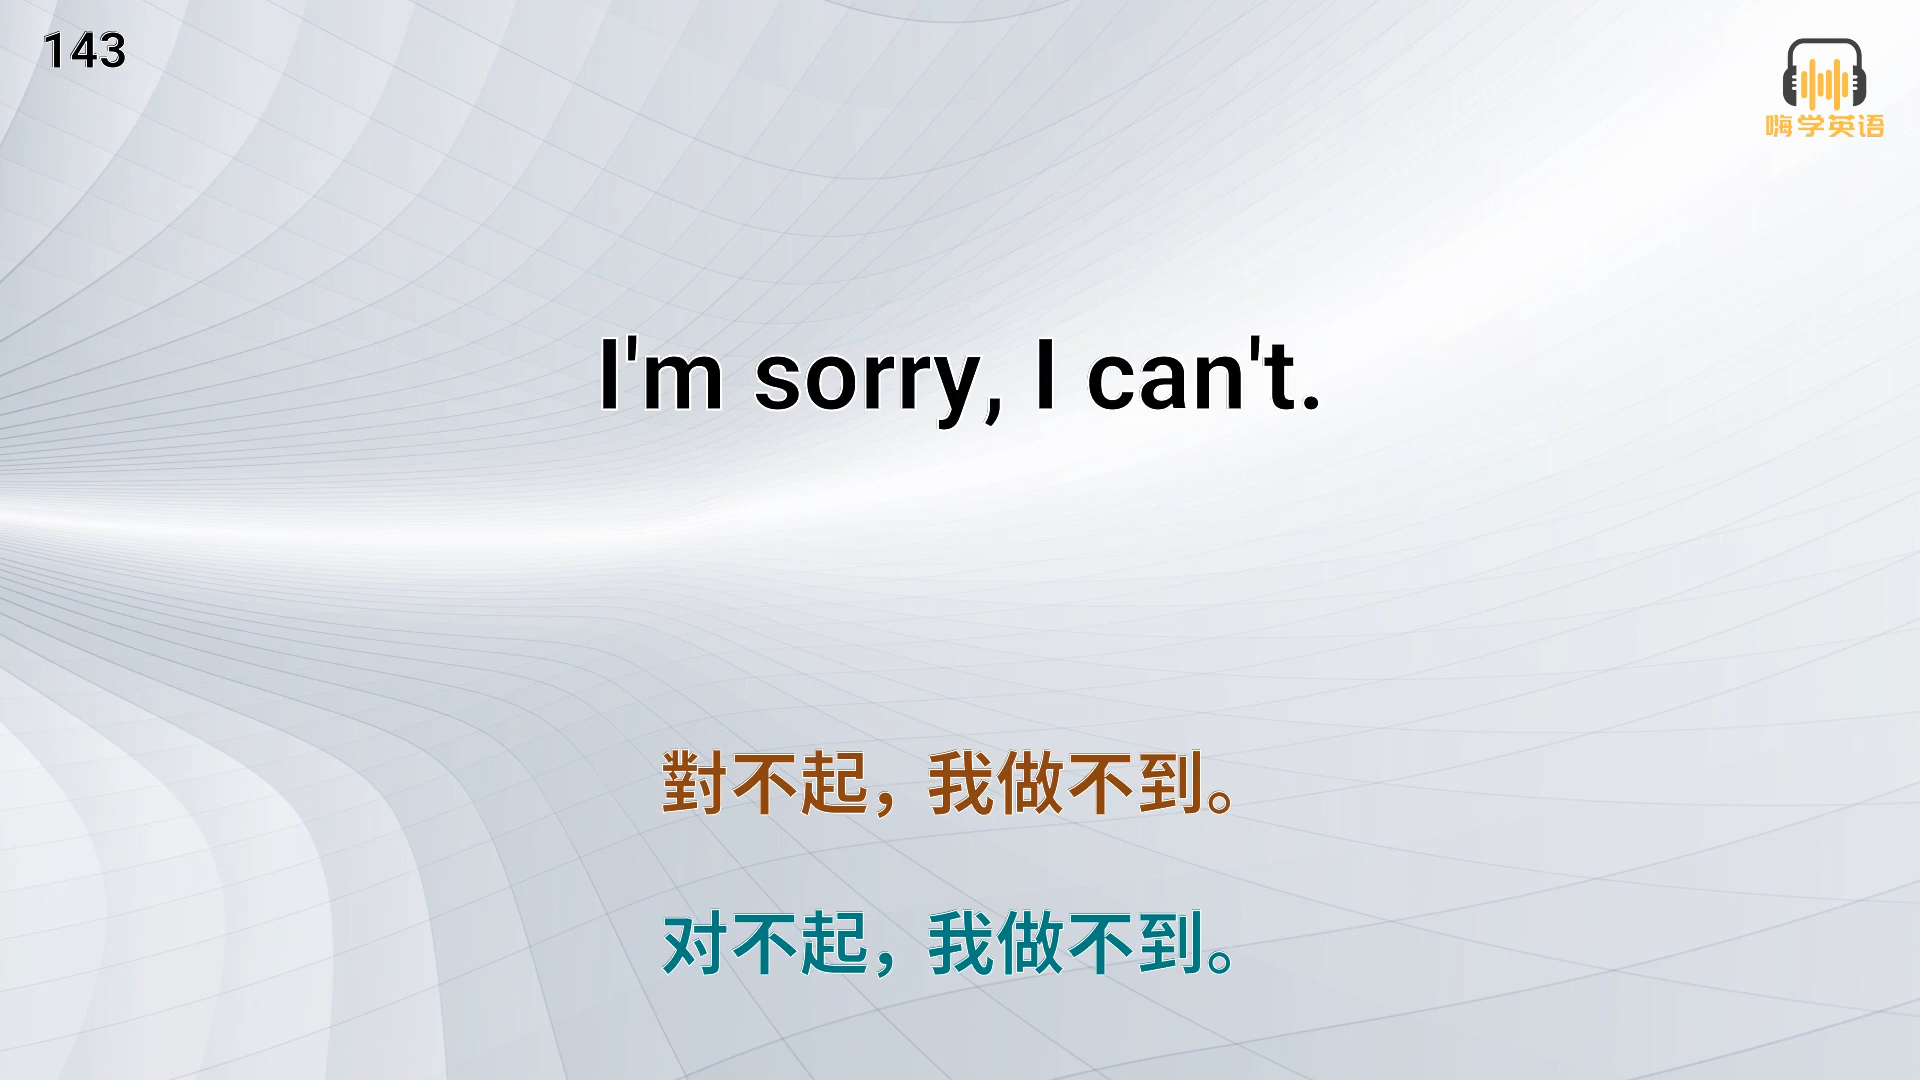 143
嗨学英语
I'm sorry, I can't.
對不起，我做不到。
对不起，我做不到。